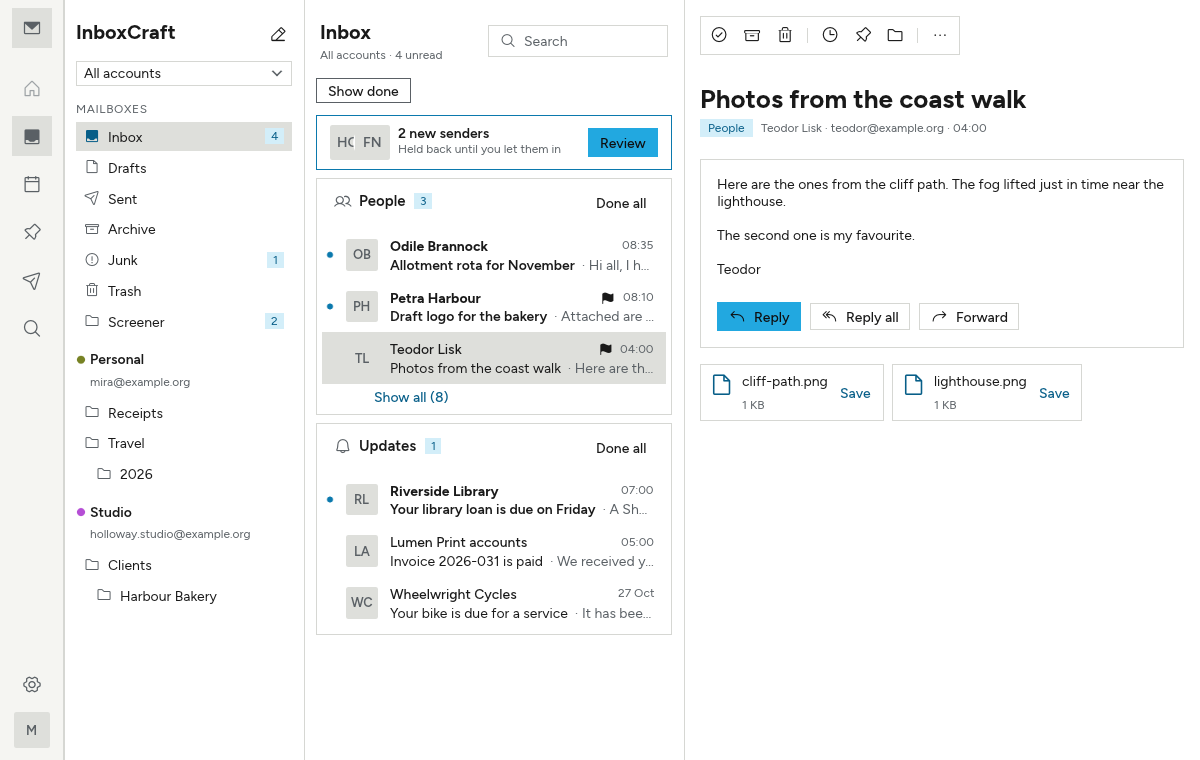 InboxCraft
All accounts
MAILBOXES
Inbox 4
Drafts
Sent
Archive
Junk 1
Trash
Screener 2
Personal
mira@example.org
Receipts
Travel
2026
Studio
holloway.studio@example.org
Clients
Harbour Bakery
M
Inbox
All accounts · 4 unread
Search
Show done
HO FN
2 new senders
Held back until you let them in
Review
People 3
Done all
OB
Odile Brannock 08:35
Allotment rota for November · Hi all, I h...
PH
Petra Harbour 08:10
Draft logo for the bakery · Attached are ...
TL
Teodor Lisk 04:00
Photos from the coast walk · Here are th...
Show all (8)
Updates 1
Done all
RL
Riverside Library 07:00
Your library loan is due on Friday · A Sh...
LA
Lumen Print accounts 05:00
Invoice 2026-031 is paid · We received y...
WC
Wheelwright Cycles 27 Oct
Your bike is due for a service · It has bee...
Photos from the coast walk
People Teodor Lisk · teodor@example.org · 04:00
Here are the ones from the cliff path. The fog lifted just in time near the
lighthouse.
The second one is my favourite.
Teodor
Reply
Reply all
Forward
cliff-path.png
1 KB
Save
lighthouse.png
1 KB
Save